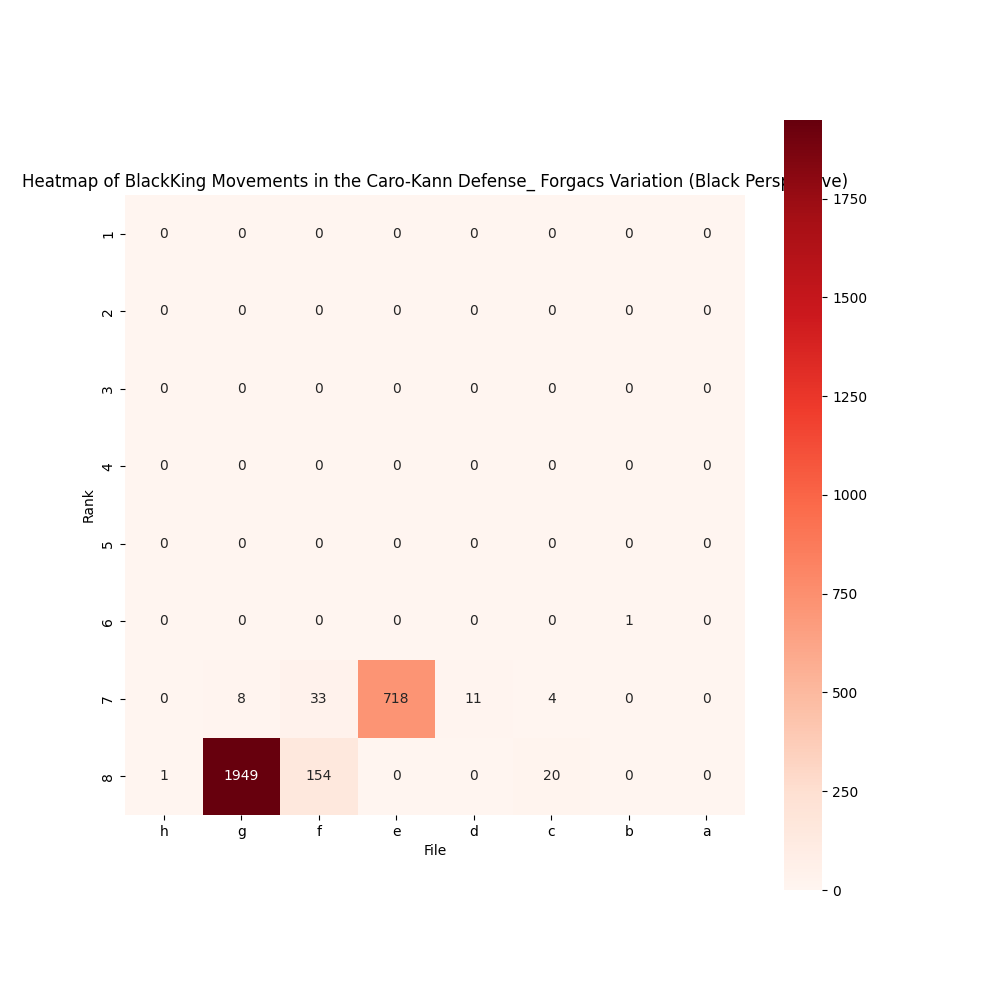 Heatmap of BlackKing Movements in the Caro-Kann Defense_ Forgacs Variation (Black Perspective)
1750
1 0 0 0 0 0 0 0 0
1500
2 0 0 0 0 0 0 0 0
1250
3 0 0 0 0 0 0 0 0
4 0 0 0 0 0 0 0 0
1000
Rank
5 0 0 0 0 0 0 0 0
750
6 0 0 0 0 0 0 1 0
500
7 0 8 33 718 11 4 0 0
8 1 1949 154 0 0 20 0 0
250
h g f e d c b a
File
0